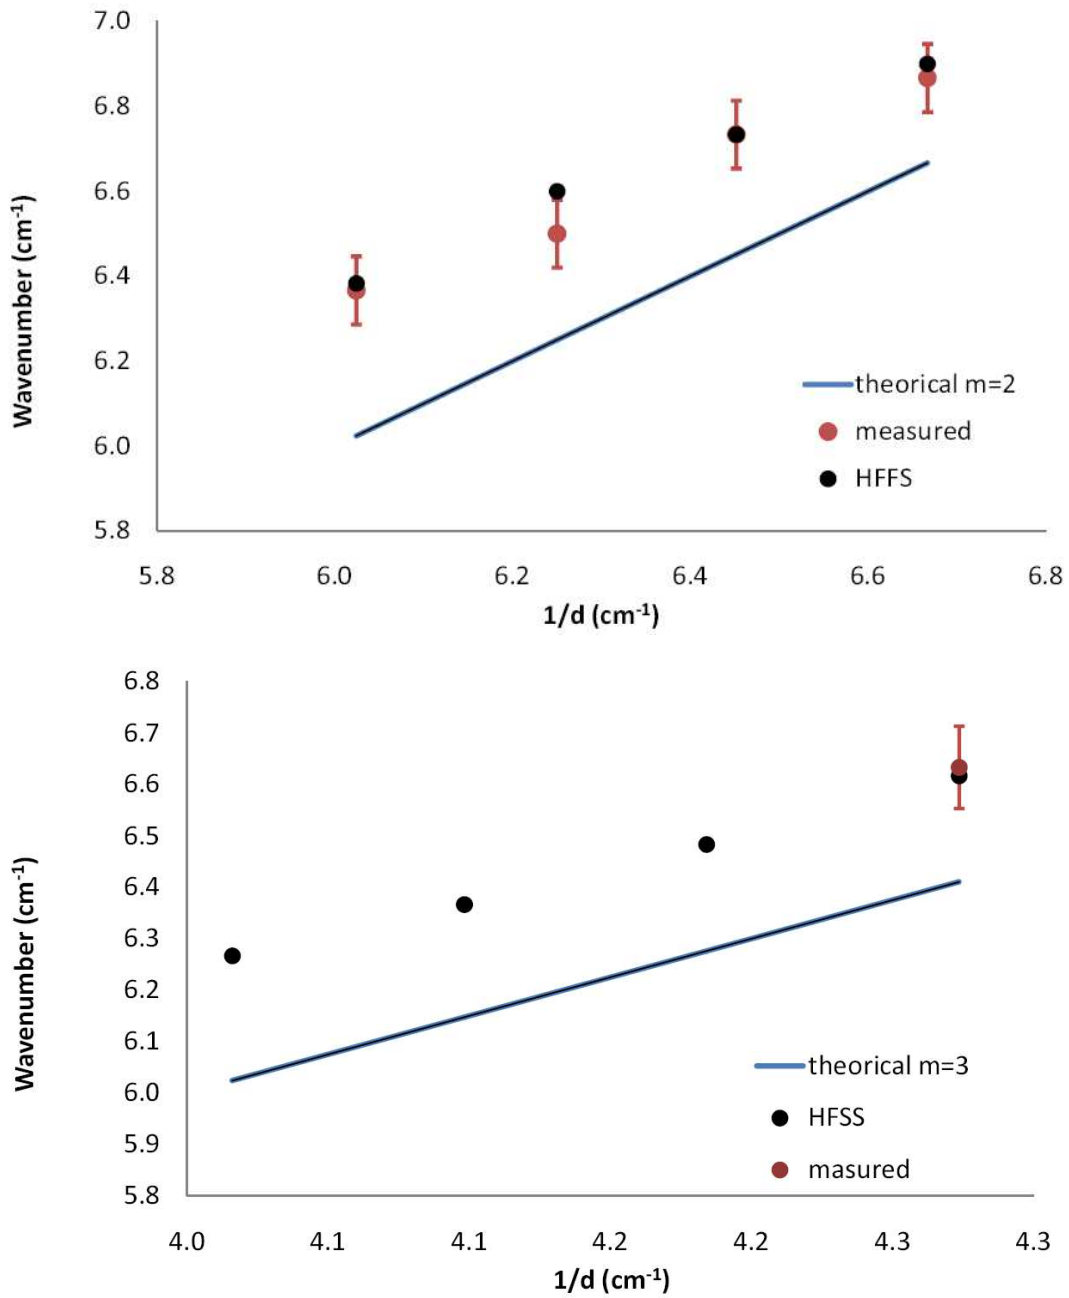 7.0
6.8
6.6
6.4
6.2
6.0
5.8
Wavenumber (cm-1)
theorical m=2
measured
HFFS
5.8 6.0 6.2 6.4 6.6 6.8
1/d (cm-1)
6.8
6.7
6.6
6.5
6.4
6.3
6.2
6.1
6.0
5.9
5.8
Wavenumber (cm-1)
theorical m=3
HFSS
masured
4.0 4.1 4.1 4.2 4.2 4.3 4.3
1/d (cm-1)